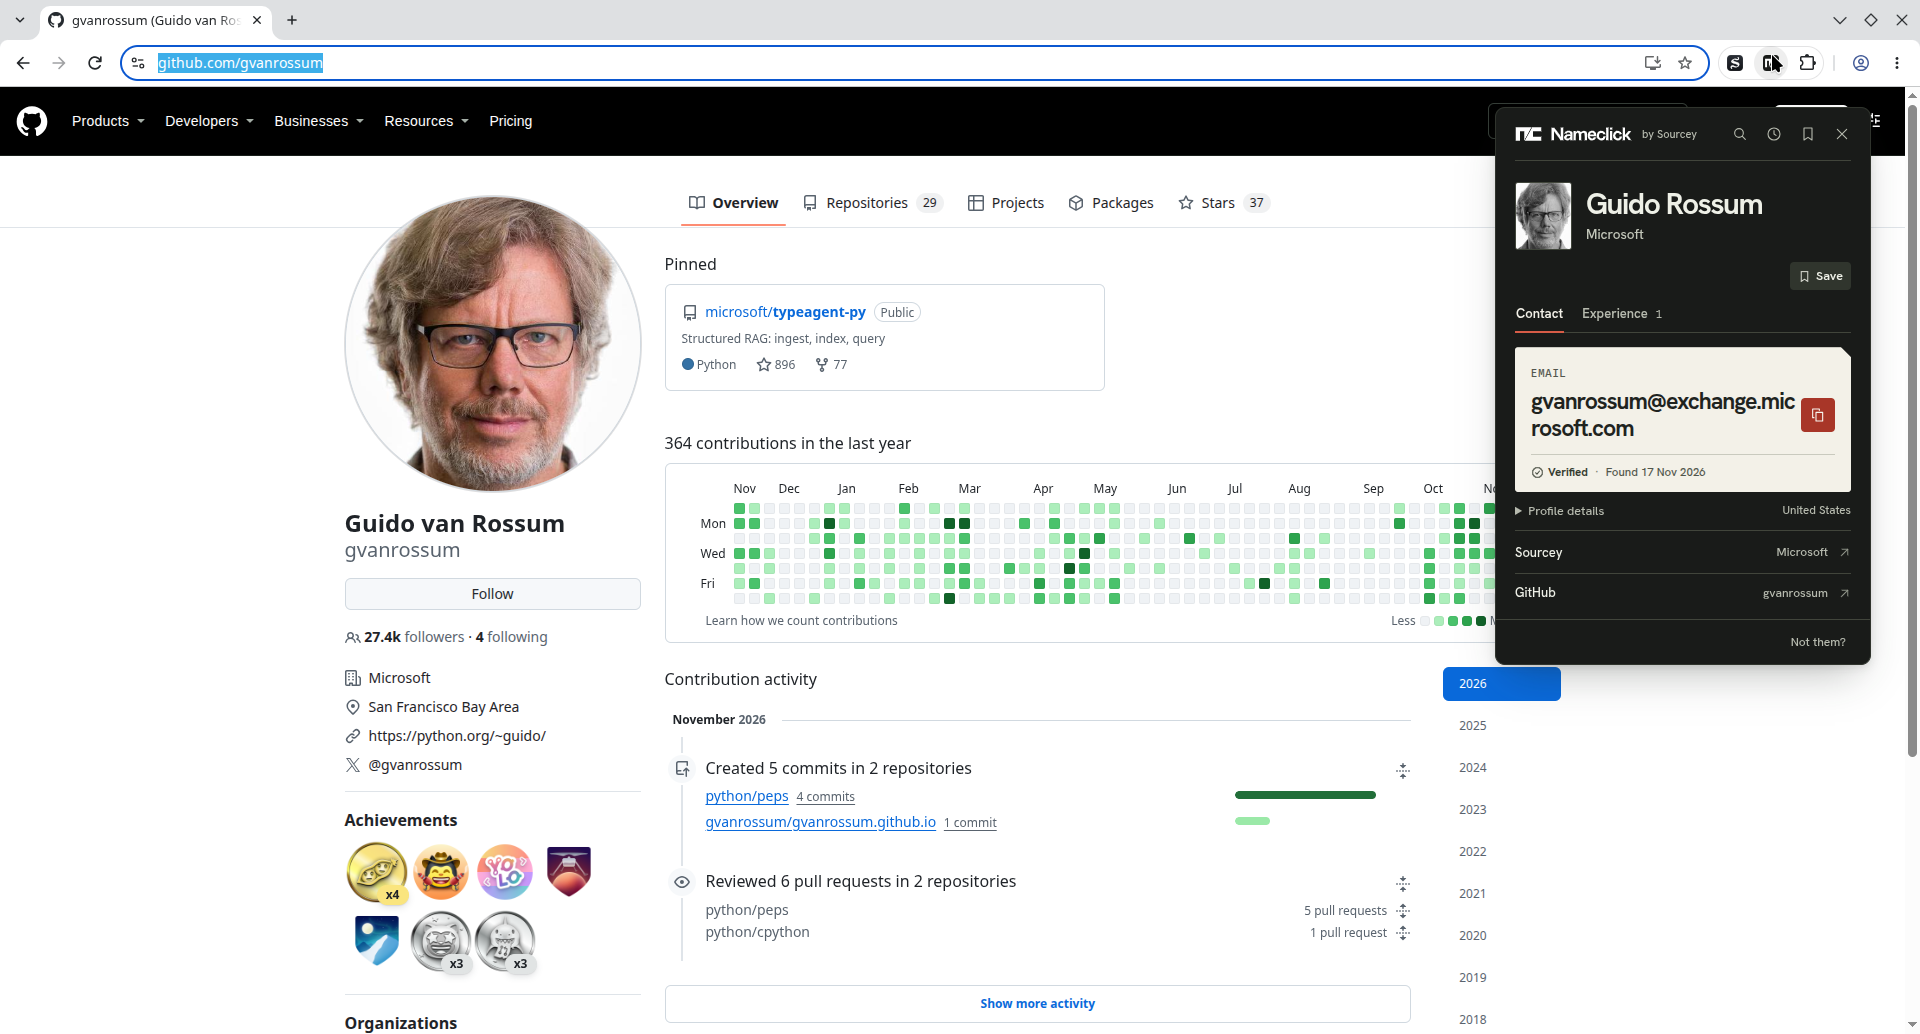 gvanrossum (Guido van Ros
github.com/gvanrossum
Products
Developers
Businesses
Resources
Pricing
Overview
Repositories 29
Projects
Packages
Stars 37
Guido van Rossum
gvanrossum
Follow
27.4k followers · 4 following
Microsoft
San Francisco Bay Area
https://python.org/~guido/
@gvanrossum
Achievements
x4
YOLO
x3
x3
Organizations
Pinned
microsoft/typeagent-py Public
Structured RAG: ingest, index, query
Python 896 77
364 contributions in the last year
Nov Dec Jan Feb Mar Apr May Jun Jul Aug Sep Oct
Mon
Wed
Fri
Learn how we count contributions
Less
Contribution activity
November 2026
Created 5 commits in 2 repositories
python/peps 4 commits
gvanrossum/gvanrossum.github.io 1 commit
Reviewed 6 pull requests in 2 repositories
python/peps 5 pull requests
python/cpython 1 pull request
Show more activity
2026
2025
2024
2023
2022
2021
2020
2019
2018
Nameclick by Sourcey
Guido Rossum
Microsoft
Save
Contact
Experience 1
EMAIL
gvanrossum@exchange.mic
rosoft.com
Verified · Found 17 Nov 2026
Profile details United States
Sourcey Microsoft
GitHub gvanrossum
Not them?